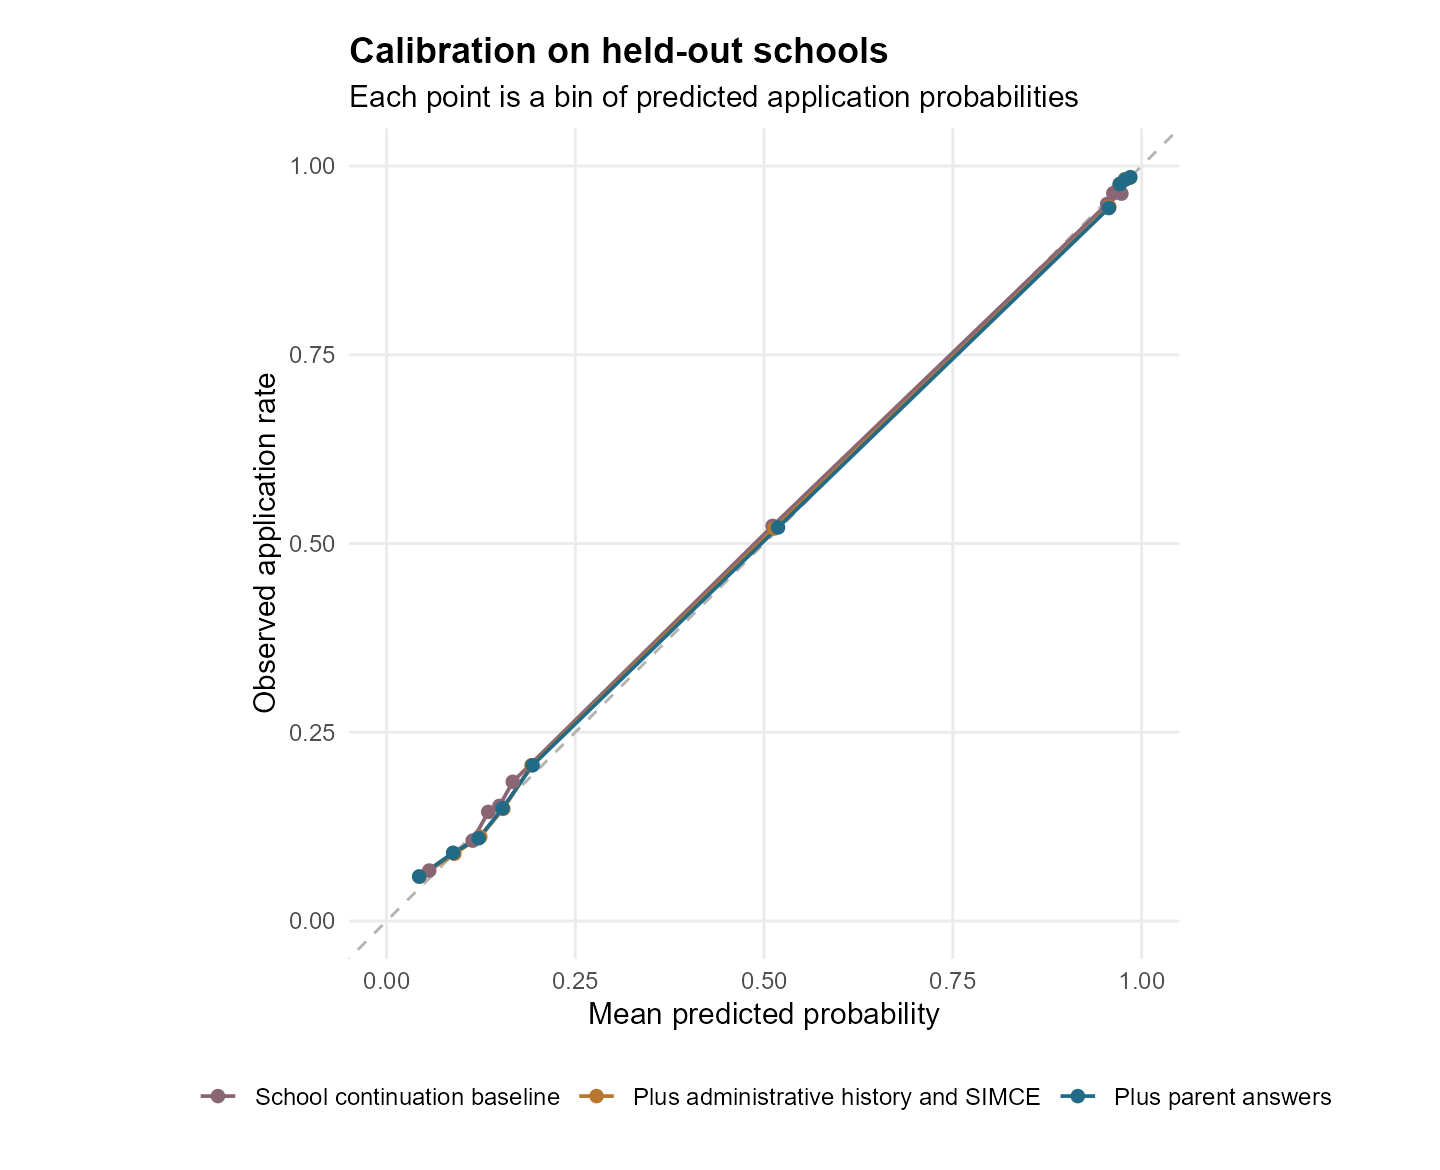 Calibration on held-out schools
Each point is a bin of predicted application probabilities
Observed application rate
1.00
0.75
0.50
0.25
0.00
0.00 0.25 0.50 0.75 1.00
Mean predicted probability
School continuation baseline Plus administrative history and SIMCE Plus parent answers